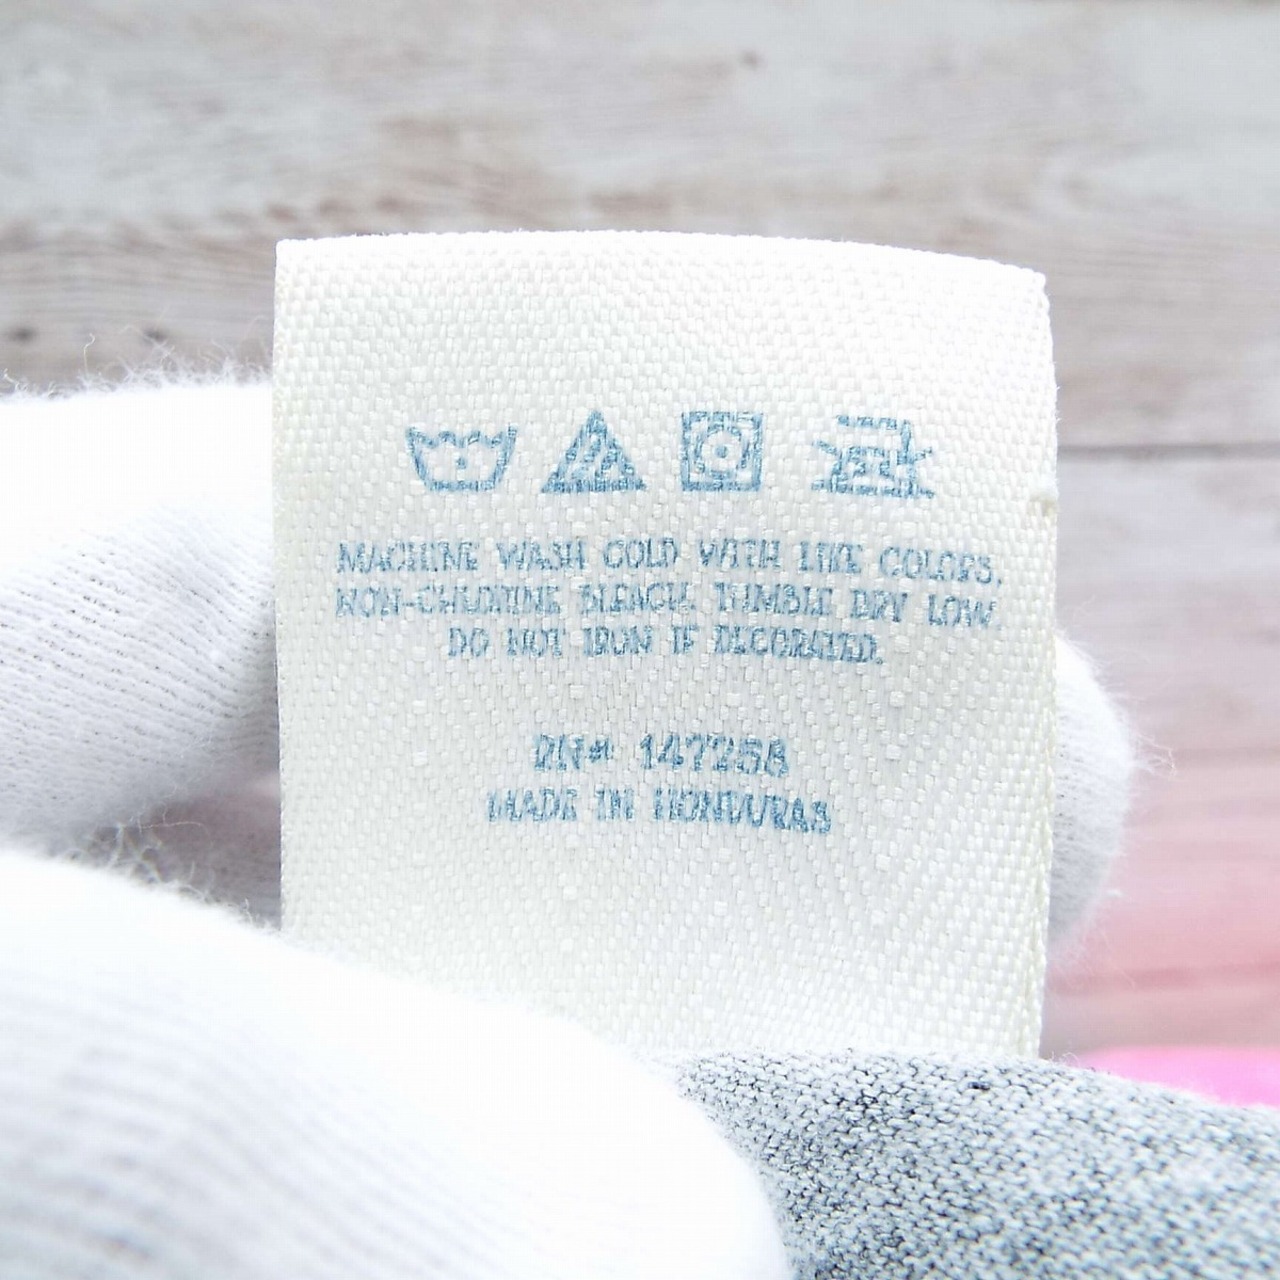 MACHINE WASH COLD WITH LIKE COLORS.
NON-CHLORINE BLEACH. TUMBLE DRY LOW.
DO NOT IRON IF DECORATED.
RN# 147258
MADE IN HONDURAS